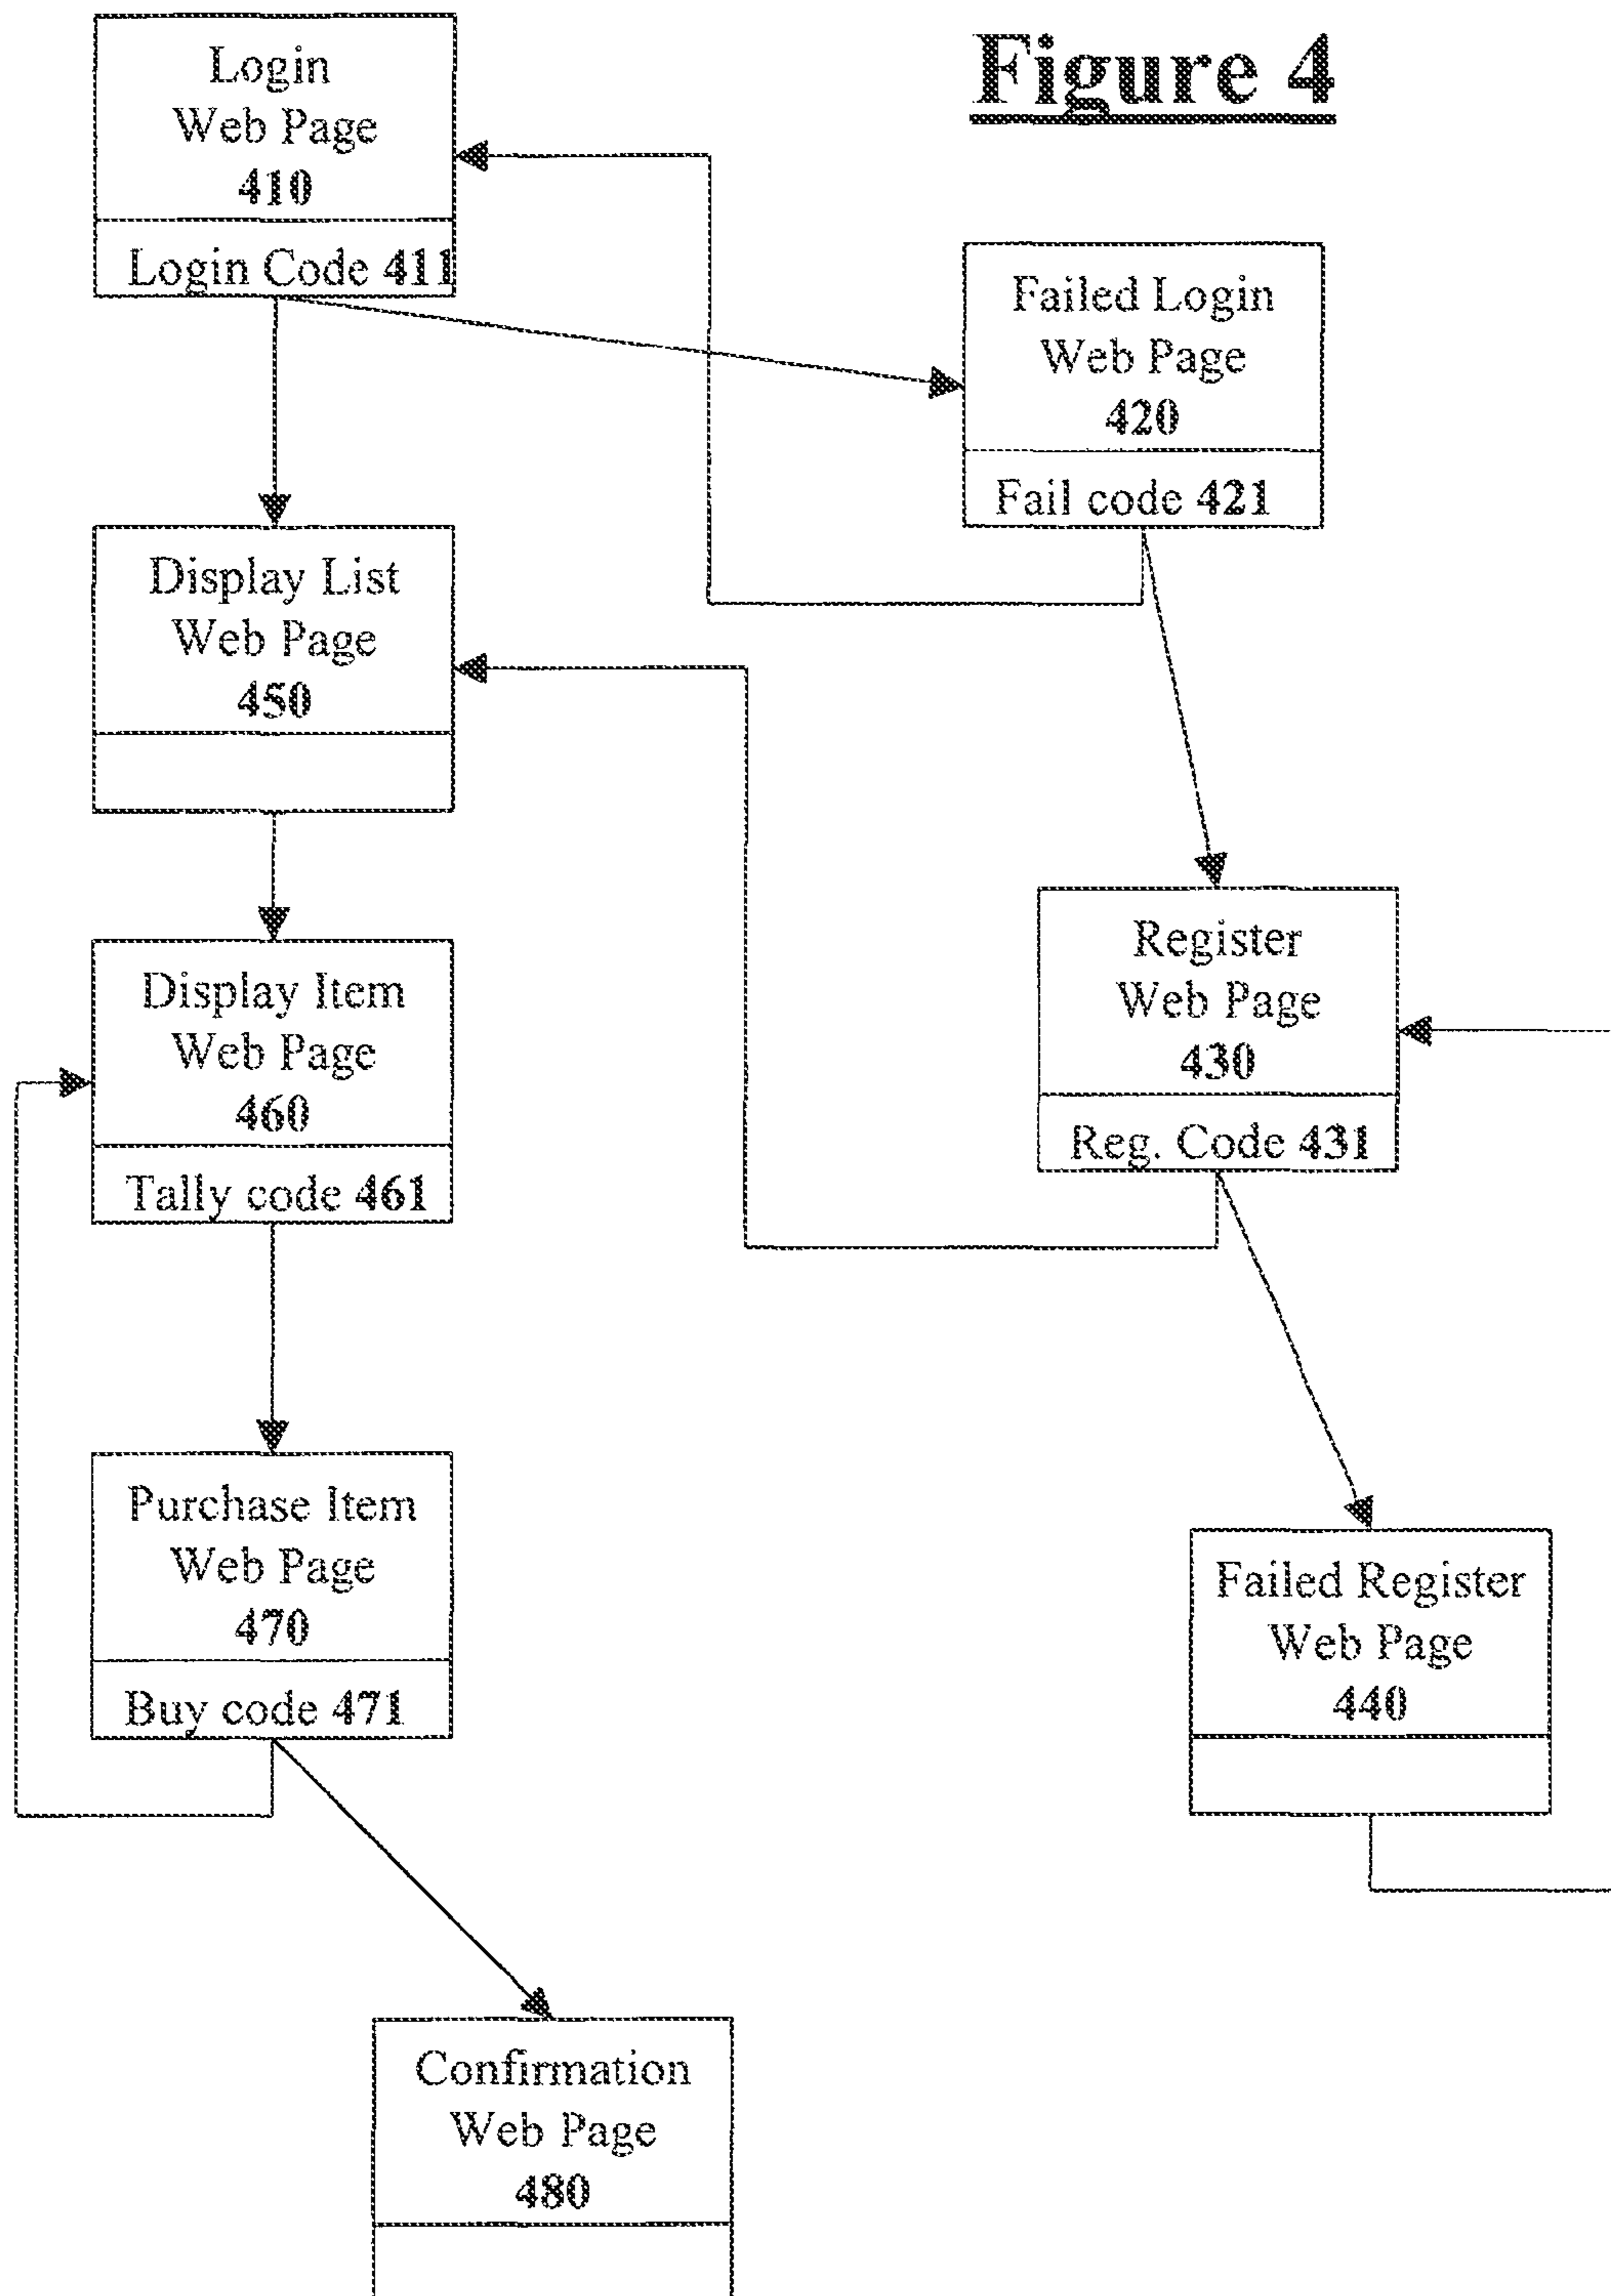 Figure 4
Login
Web Page
410
Login Code 411
Failed Login
Web Page
420
Fail code 421
Display List
Web Page
450
Register
Web Page
430
Reg. Code 431
Display Item
Web Page
460
Tally code 461
Purchase Item
Web Page
470
Buy code 471
Failed Register
Web Page
440
Confirmation
Web Page
480